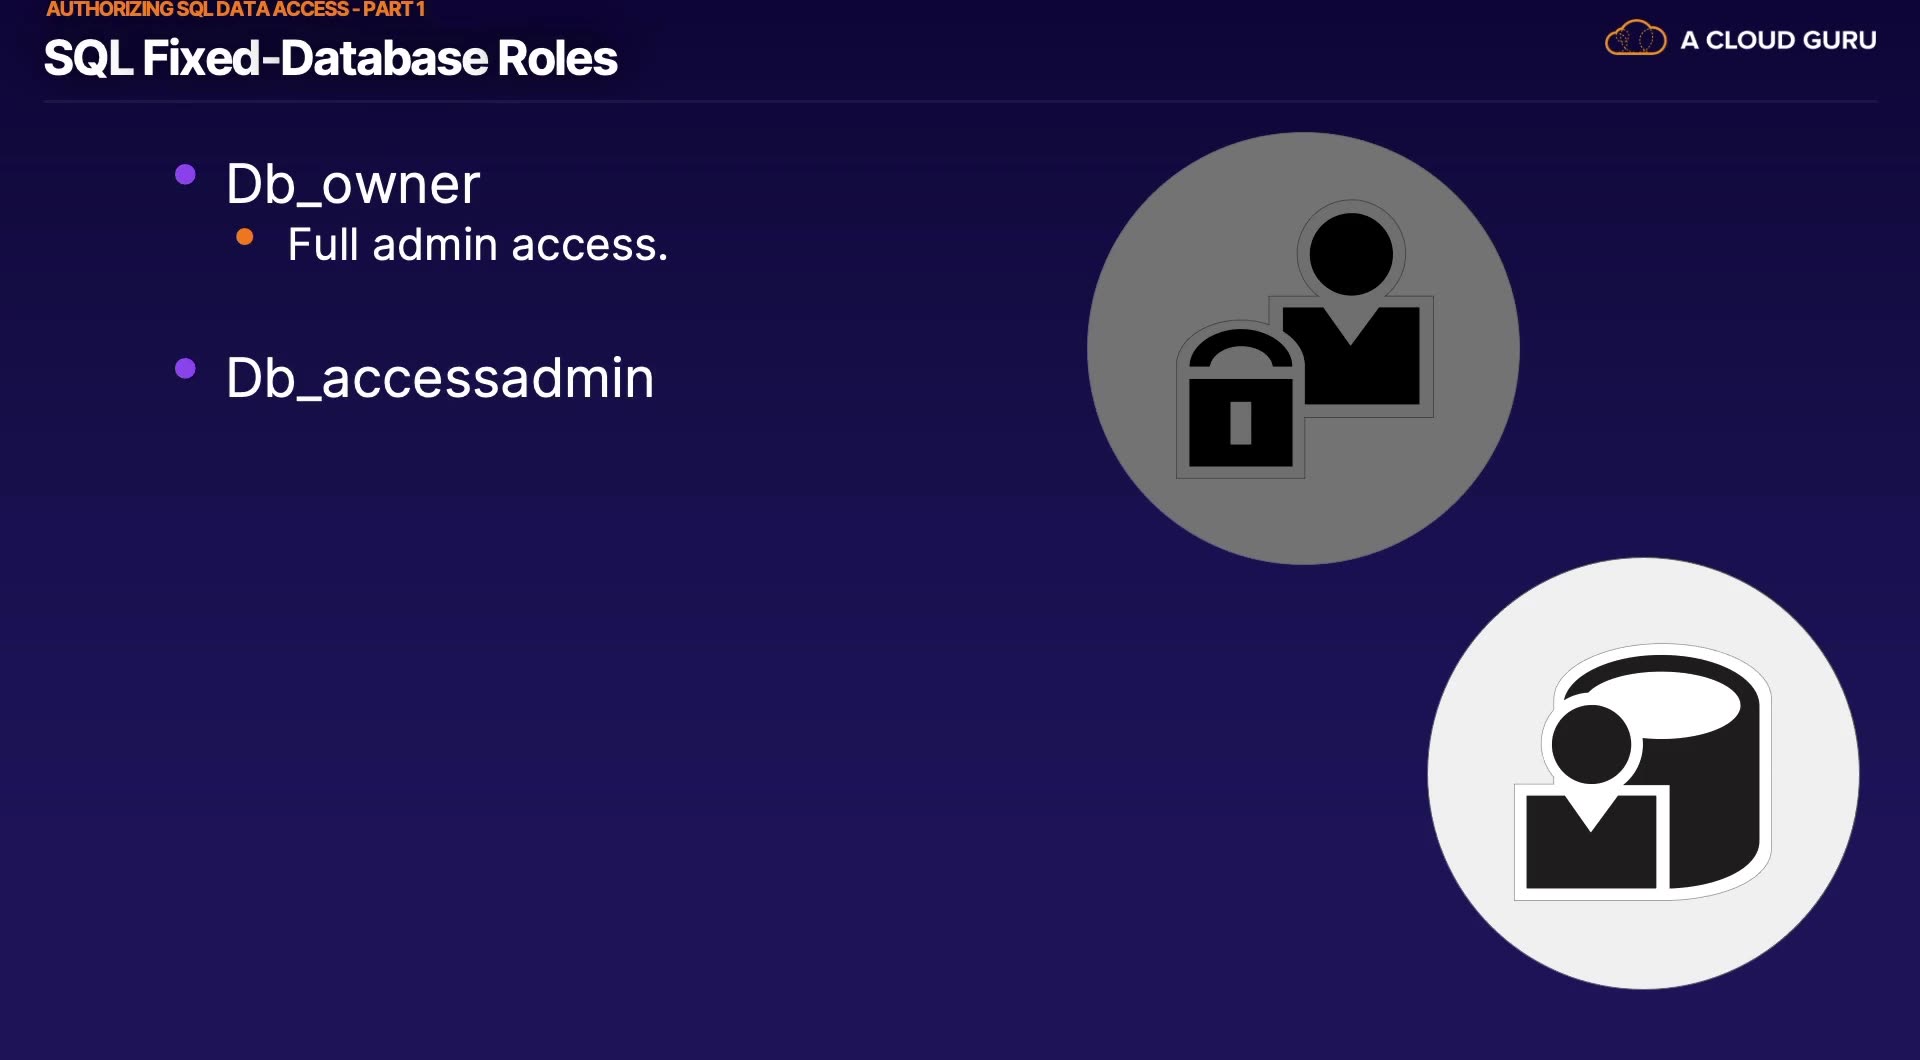 AUTHORIZING SQL DATA ACCESS - PART 1
SQL Fixed-Database Roles
A CLOUD GURU
Db_owner
Full admin access.
Db_accessadmin